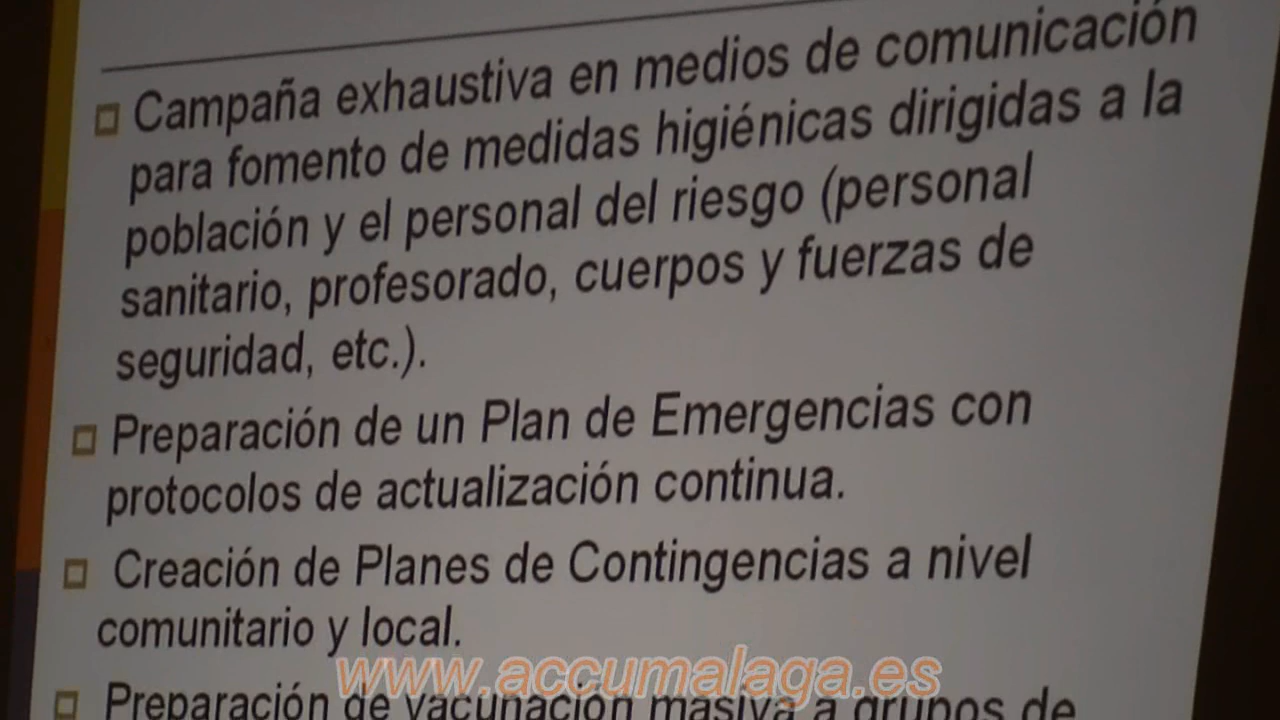 Campaña exhaustiva en medios de comunicación
para fomento de medidas higiénicas dirigidas a la
población y el personal del riesgo (personal
sanitario, profesorado, cuerpos y fuerzas de
seguridad, etc.).
Preparación de un Plan de Emergencias con
protocolos de actualización continua.
Creación de Planes de Contingencias a nivel
comunitario y local.
www.accumalaga.es
Preparación de vacunación masiva a grupos de